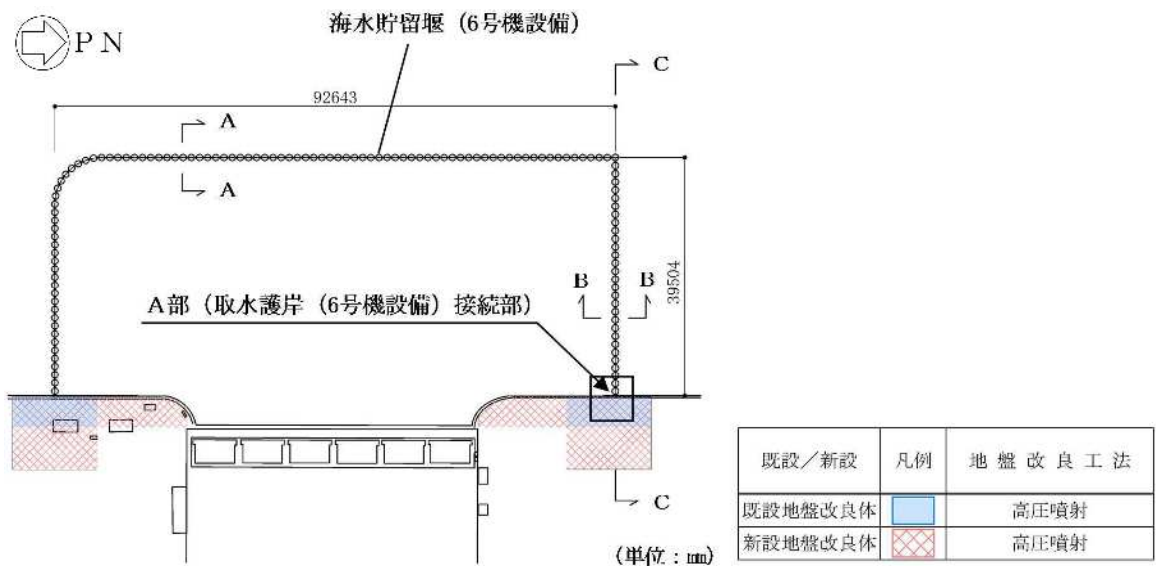 海水貯留堰（6号機設備）
PN
C
92643
A
A
39504
B
B
A部（取水護岸（6号機設備）接続部）
C
（単位：㎜）
既設／新設 凡例 地盤改良工法
既設地盤改良体 高圧噴射
新設地盤改良体 高圧噴射